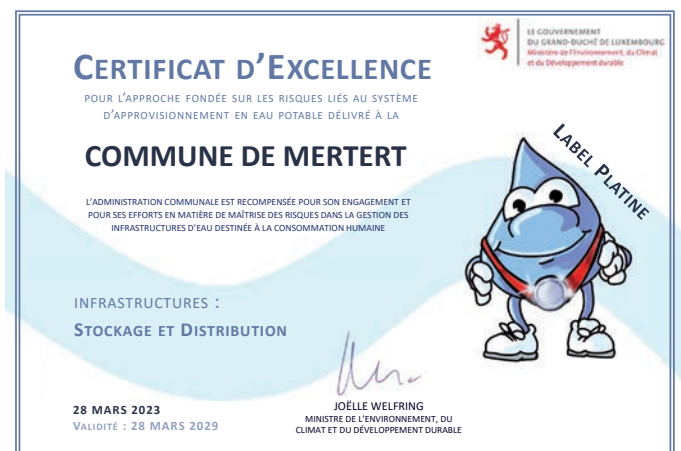 LE GOUVERNEMENT
DU GRAND-DUCHÉ DE LUXEMBOURG
Ministère de l'Environnement, du Climat
et du Développement durable
CERTIFICAT D'EXCELLENCE
POUR L'APPROCHE FONDÉE SUR LES RISQUES LIÉS AU SYSTÈME
D'APPROVISIONNEMENT EN EAU POTABLE DÉLIVRÉ À LA
COMMUNE DE MERTERT
LABEL PLATINE
L'ADMINISTRATION COMMUNALE EST RECOMPENSÉE POUR SON ENGAGEMENT ET
POUR SES EFFORTS EN MATIÈRE DE MAÎTRISE DES RISQUES DANS LA GESTION DES
INFRASTRUCTURES D'EAU DESTINÉE À LA CONSOMMATION HUMAINE
INFRASTRUCTURES :
STOCKAGE ET DISTRIBUTION
28 MARS 2023
VALIDITÉ : 28 MARS 2029
JOËLLE WELFRING
MINISTRE DE L'ENVIRONNEMENT, DU
CLIMAT ET DU DÉVELOPPEMENT DURABLE